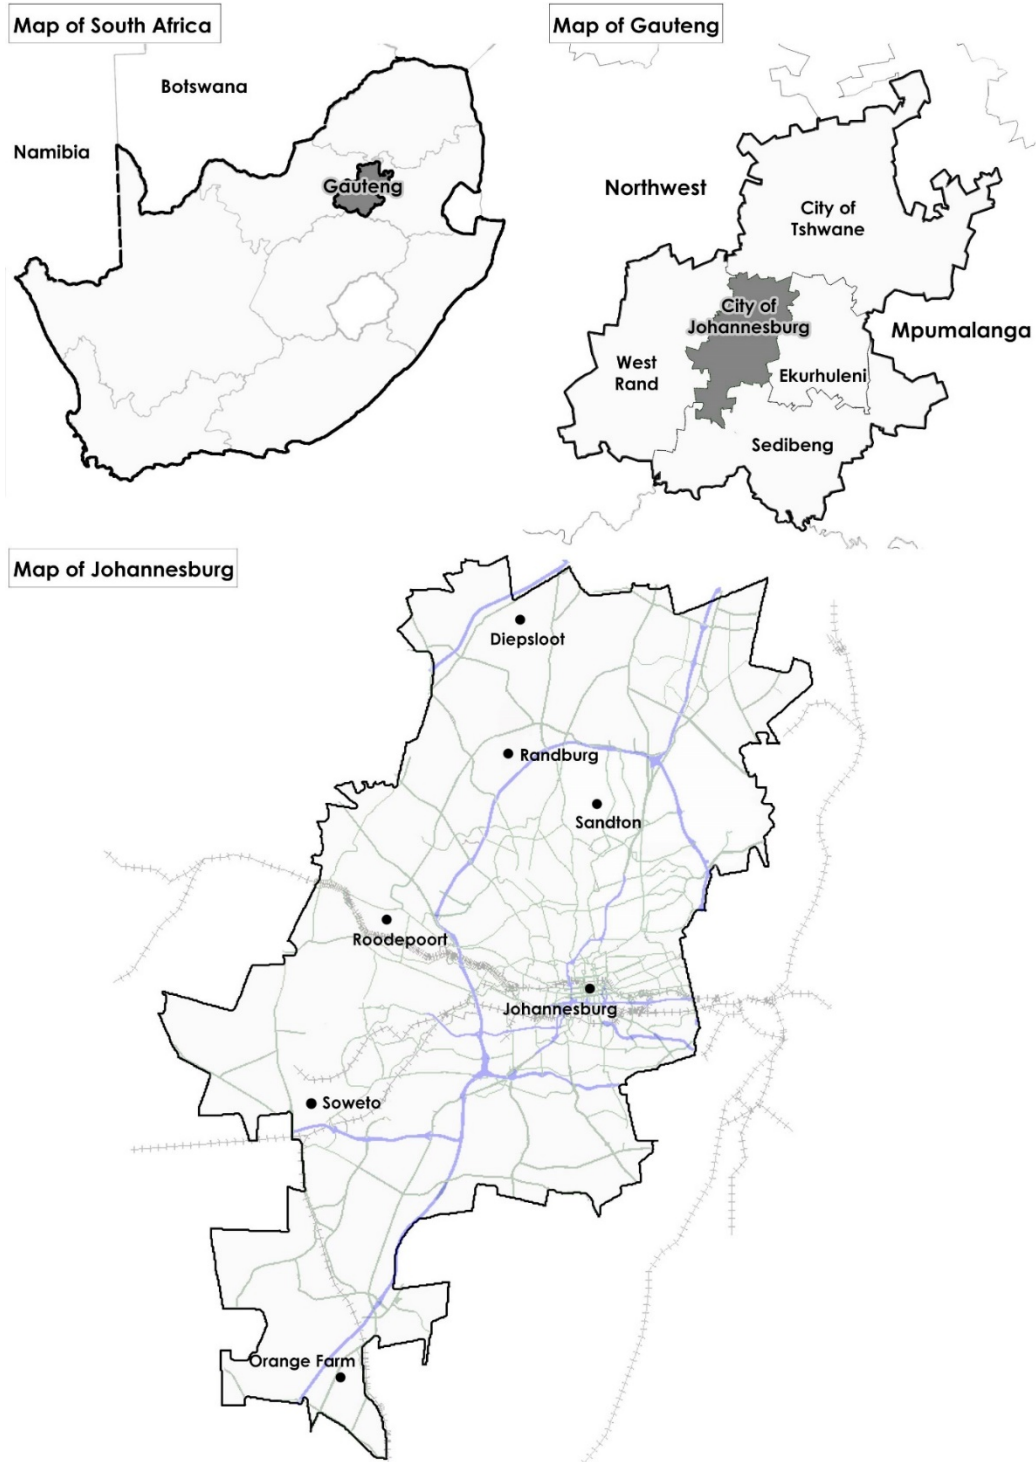 Map of South Africa
Botswana
Namibia
Gauteng
Map of Gauteng
Northwest
City of
Tshwane
City of
Johannesburg
Mpumalanga
West
Rand
Ekurhuleni
Sedibeng
Map of Johannesburg
Diepsloot
Randburg
Sandton
Roodepoort
Johannesburg
Soweto
Orange Farm